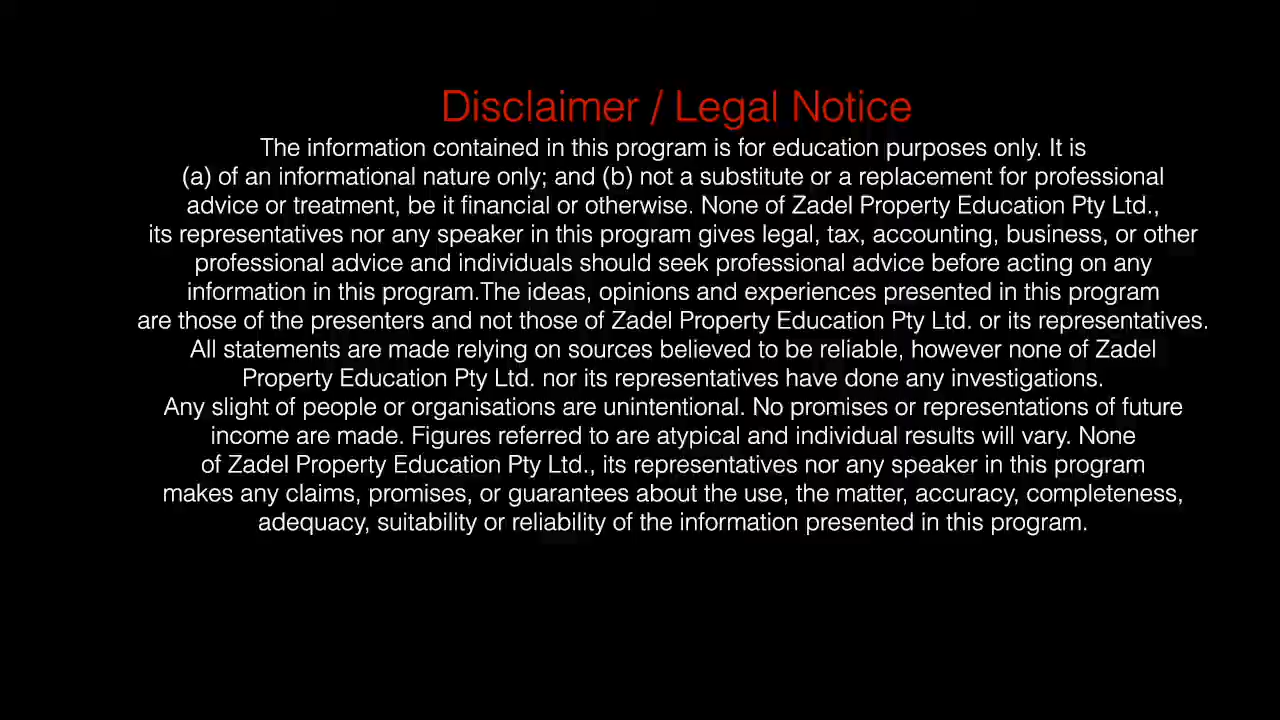 Disclaimer / Legal Notice
The information contained in this program is for education purposes only. It is
(a) of an informational nature only; and (b) not a substitute or a replacement for professional
advice or treatment, be it financial or otherwise. None of Zadel Property Education Pty Ltd.,
its representatives nor any speaker in this program gives legal, tax, accounting, business, or other
professional advice and individuals should seek professional advice before acting on any
information in this program.The ideas, opinions and experiences presented in this program
are those of the presenters and not those of Zadel Property Education Pty Ltd. or its representatives.
All statements are made relying on sources believed to be reliable, however none of Zadel
Property Education Pty Ltd. nor its representatives have done any investigations.
Any slight of people or organisations are unintentional. No promises or representations of future
income are made. Figures referred to are atypical and individual results will vary. None
of Zadel Property Education Pty Ltd., its representatives nor any speaker in this program
makes any claims, promises, or guarantees about the use, the matter, accuracy, completeness,
adequacy, suitability or reliability of the information presented in this program.